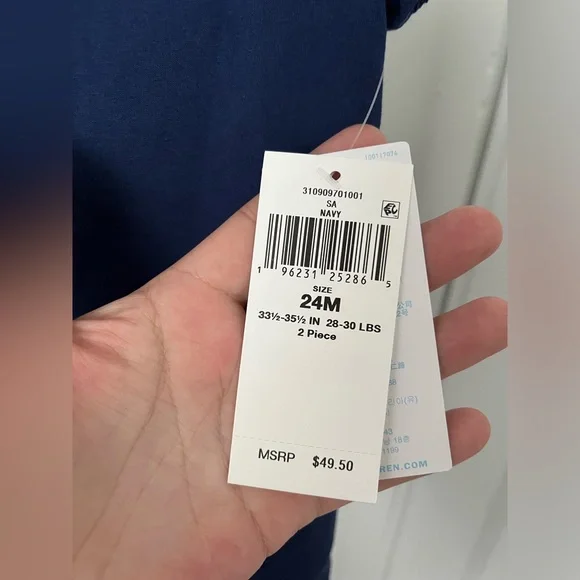 310909701001
SA
NAVY
1 96231 25286 5
SIZE
24M
33½-35½ IN 28-30 LBS
2 Piece
MSRP $49.50
REN.COM